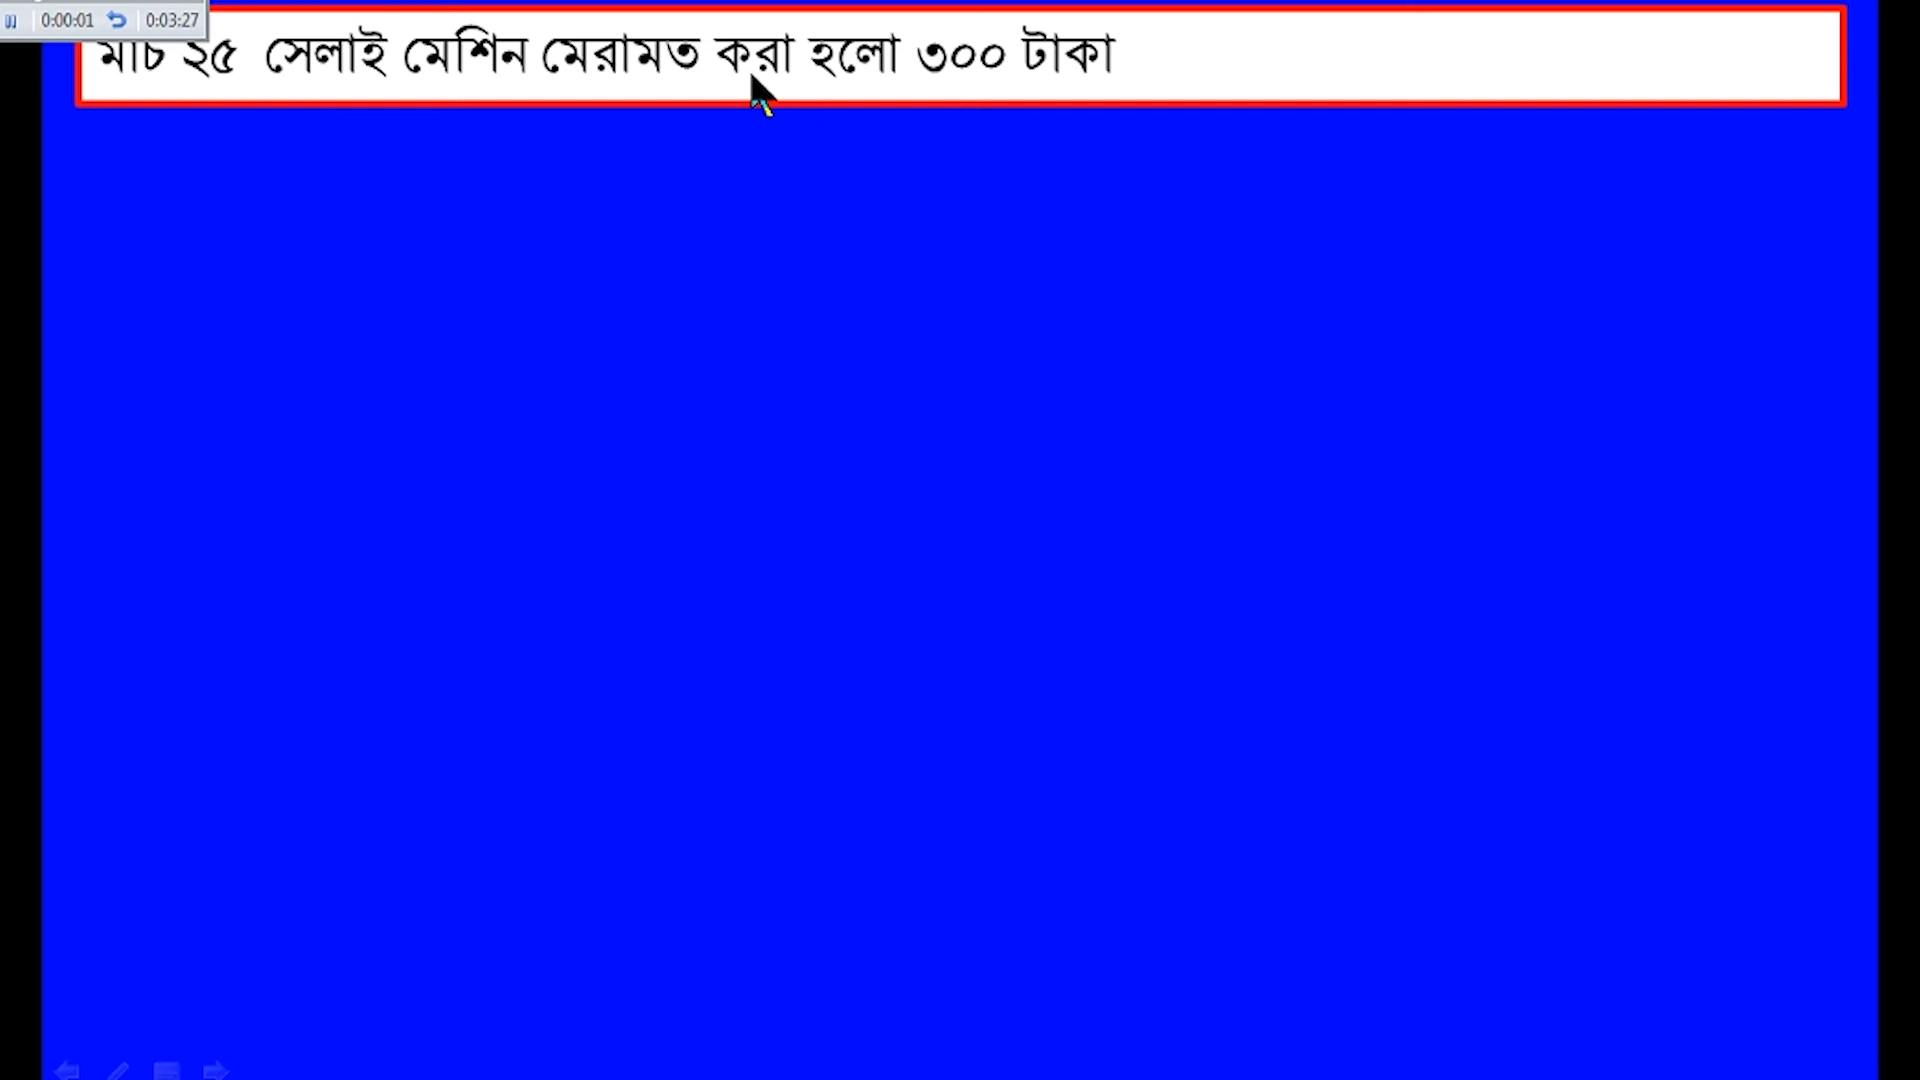 0:00:01 0:03:27
মার্চ ২৫ সেলাই মেশিন মেরামত করা হলো ৩০০ টাকা